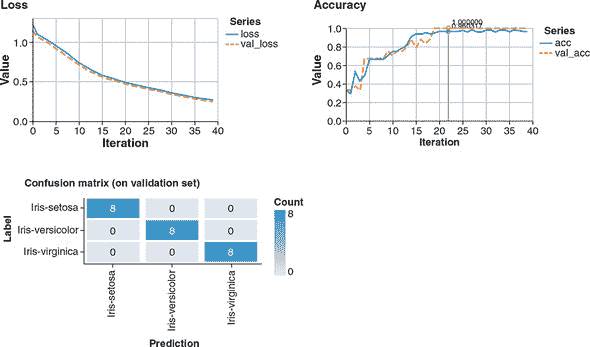 Loss
Series
loss
val_loss
Value
1.0
0.5
0.0
0 5 10 15 20 25 30 35 40
Iteration
Accuracy
Series
acc
val_acc
Value
1.0
0.8
0.6
0.4
0.2
0.0
0 5 10 15 20 25 30 35 40
Iteration
Confusion matrix (on validation set)
Count
8
0
Label
Iris-setosa 8 0 0
Iris-versicolor 0 8 0
Iris-virginica 0 0 8
Iris-setosa
Iris-versicolor
Iris-virginica
Prediction